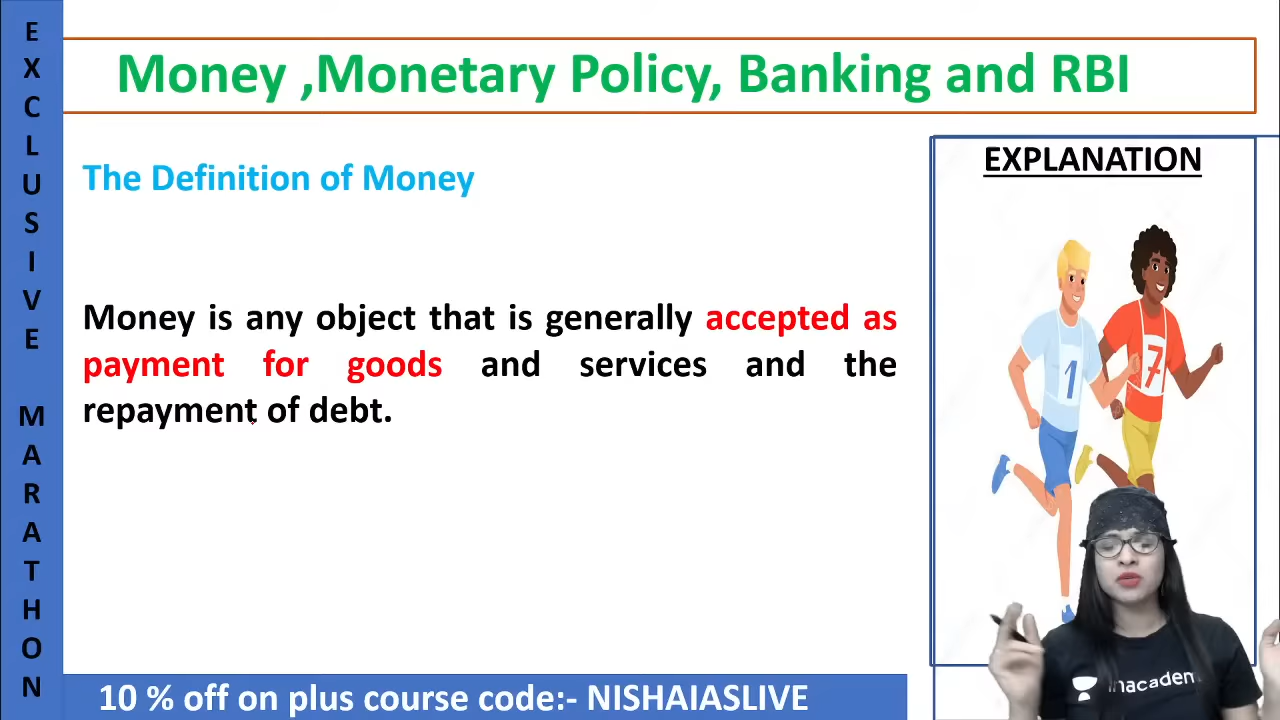 EXCLUSIVE MARATHON
Money ,Monetary Policy, Banking and RBI
The Definition of Money
Money is any object that is generally accepted as
payment for goods and services and the
repayment of debt.
EXPLANATION
1
7
10 % off on plus course code:- NISHAIASLIVE